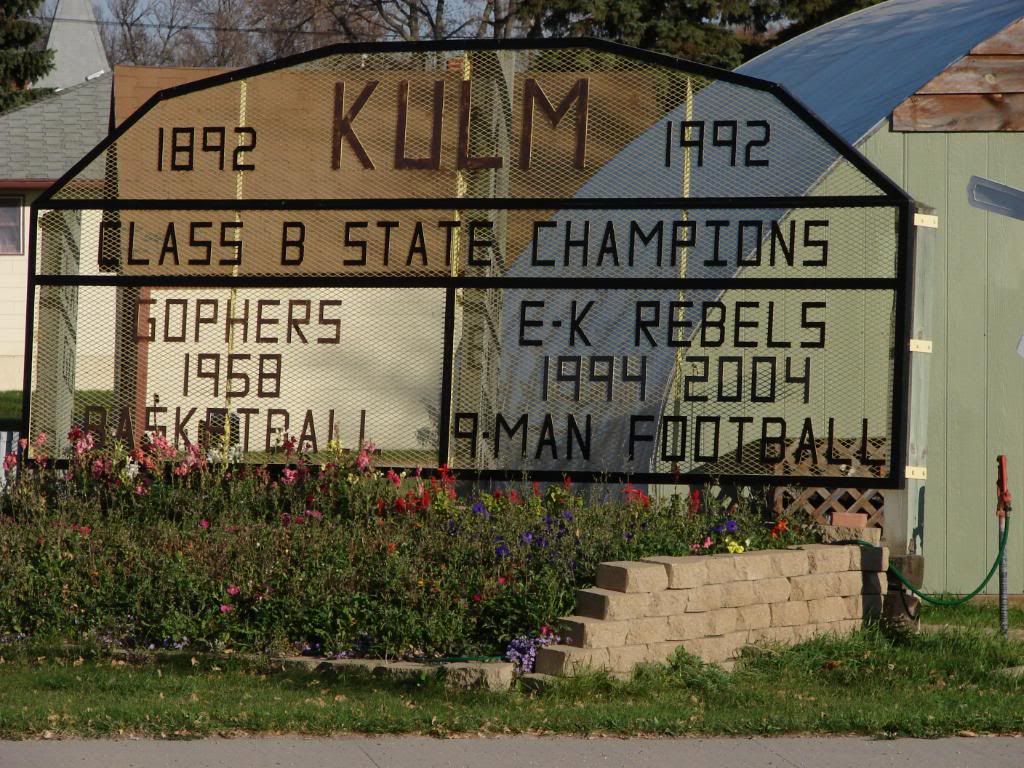 KULM
1892 1992
CLASS B STATE CHAMPIONS
GOPHERS
1958
BASKETBALL
E-K REBELS
1994 2004
9-MAN FOOTBALL